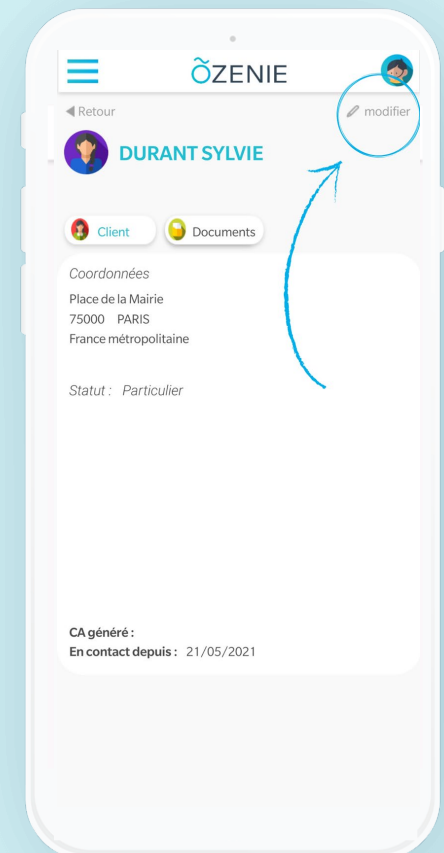 ÕZENIE
Retour
modifier
DURANT SYLVIE
Client
Documents
Coordonnées
Place de la Mairie
75000 PARIS
France métropolitaine
Statut : Particulier
CA généré :
En contact depuis : 21/05/2021